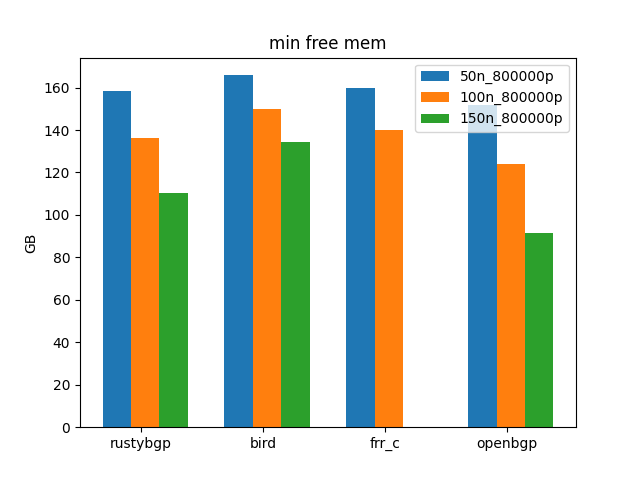 min free mem
50n_800000p
100n_800000p
150n_800000p
GB
160
140
120
100
80
60
40
20
0
rustybgp
bird
frr_c
openbgp